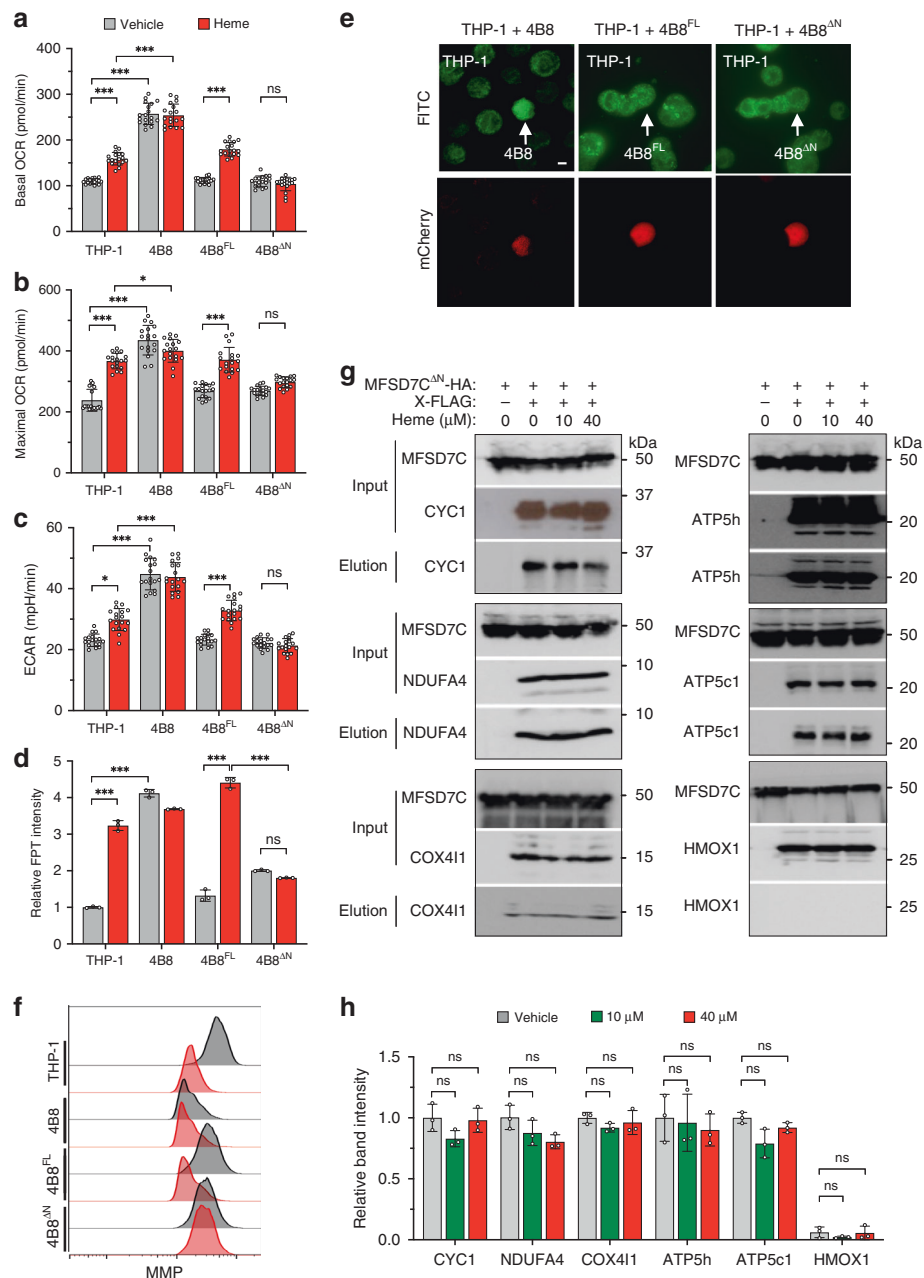 a
Vehicle Heme
Basal OCR (pmol/min)
400
300
200
100
0
***
***
***
***
ns
THP-1 4B8 4B8FL 4B8ΔN
b
Maximal OCR (pmol/min)
600
400
200
0
*
***
***
***
ns
THP-1 4B8 4B8FL 4B8ΔN
c
ECAR (mpH/min)
60
40
20
0
***
***
*
***
ns
THP-1 4B8 4B8FL 4B8ΔN
d
Relative FPT intensity
5
4
3
2
1
0
***
***
***
***
ns
THP-1 4B8 4B8FL 4B8ΔN
e
THP-1 + 4B8 THP-1 + 4B8FL THP-1 + 4B8ΔN
FITC
THP-1 THP-1 THP-1
4B8 4B8FL 4B8ΔN
mCherry
f
THP-1
4B8
4B8FL
4B8ΔN
MMP
g
MFSD7CΔN-HA: + + + + + + + +
X-FLAG: – + + + – + + +
Heme (μM): 0 0 10 40 0 0 10 40
kDa kDa
Input
MFSD7C 50
CYC1 37
Elution CYC1 37
Input
MFSD7C 50
NDUFA4 10
Elution NDUFA4 10
Input
MFSD7C 50
COX4I1 15
Elution COX4I1 15
MFSD7C 50
ATP5h 20
ATP5h 20
MFSD7C 50
ATP5c1 20
ATP5c1 20
MFSD7C 50
HMOX1
HMOX1 25
h
Vehicle 10 μM 40 μM
Relative band intensity
1.5
1.0
0.5
0.0
ns ns ns ns ns ns
ns ns ns ns ns ns
CYC1 NDUFA4 COX4I1 ATP5h ATP5c1 HMOX1